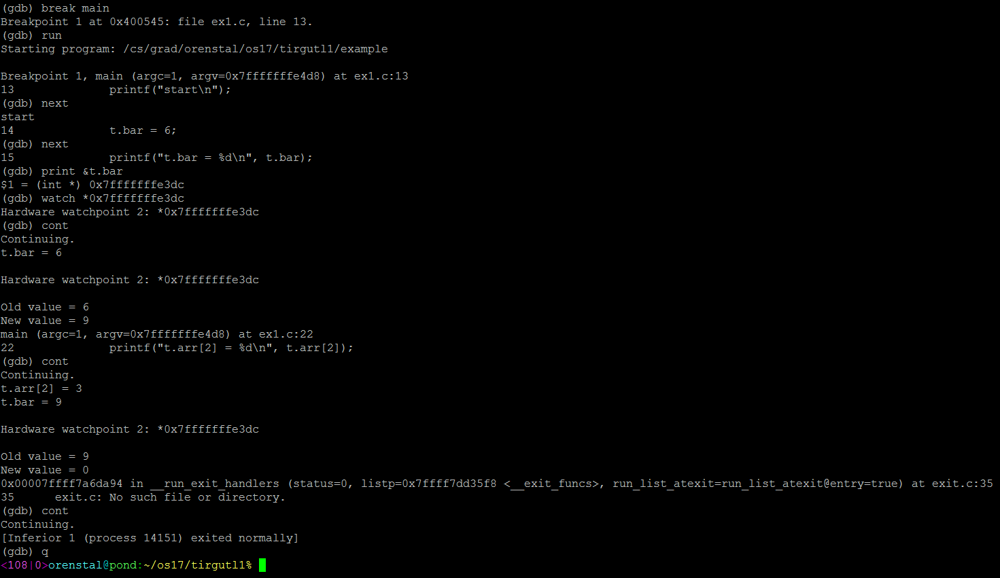 (gdb) break main
Breakpoint 1 at 0x400545: file ex1.c, line 13.
(gdb) run
Starting program: /cs/grad/orenstal/os17/tirgutl1/example
Breakpoint 1, main (argc=1, argv=0x7fffffffe4d8) at ex1.c:13
13              printf("start\n");
(gdb) next
start
14              t.bar = 6;
(gdb) next
15              printf("t.bar = %d\n", t.bar);
(gdb) print &t.bar
$1 = (int *) 0x7fffffffe3dc
(gdb) watch *0x7fffffffe3dc
Hardware watchpoint 2: *0x7fffffffe3dc
(gdb) cont
Continuing.
t.bar = 6
Hardware watchpoint 2: *0x7fffffffe3dc
Old value = 6
New value = 9
main (argc=1, argv=0x7fffffffe4d8) at ex1.c:22
22              printf("t.arr[2] = %d\n", t.arr[2]);
(gdb) cont
Continuing.
t.arr[2] = 3
t.bar = 9
Hardware watchpoint 2: *0x7fffffffe3dc
Old value = 9
New value = 0
0x00007ffff7a6da94 in __run_exit_handlers (status=0, listp=0x7ffff7dd35f8 <__exit_funcs>, run_list_atexit=run_list_atexit@entry=true) at exit.c:35
35      exit.c: No such file or directory.
(gdb) cont
Continuing.
[Inferior 1 (process 14151) exited normally]
(gdb) q
<108|0>orenstal@pond:~/os17/tirgutl1%